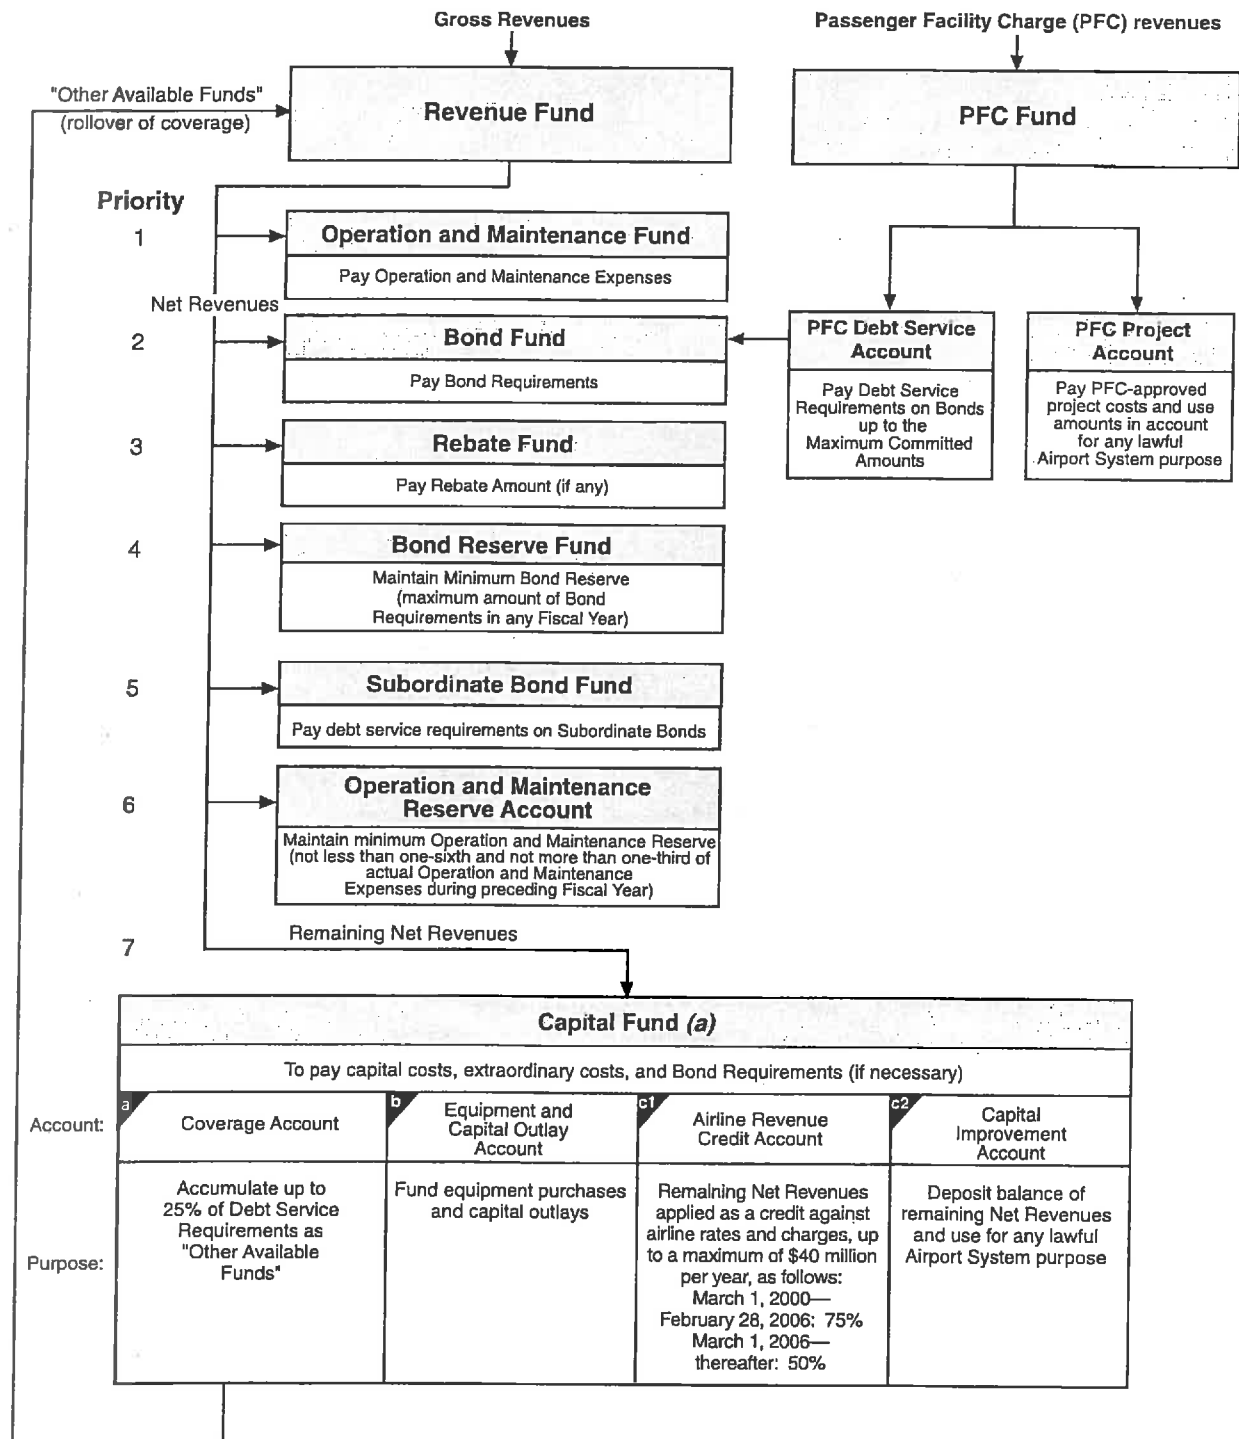 Gross Revenues
Passenger Facility Charge (PFC) revenues
"Other Available Funds"
(rollover of coverage)
Revenue Fund
PFC Fund
Priority
1
Operation and Maintenance Fund
Pay Operation and Maintenance Expenses
Net Revenues
2
Bond Fund
Pay Bond Requirements
PFC Debt Service
Account
Pay Debt Service
Requirements on Bonds
up to the
Maximum Committed
Amounts
PFC Project
Account
Pay PFC-approved
project costs and use
amounts in account
for any lawful
Airport System purpose
3
Rebate Fund
Pay Rebate Amount (if any)
4
Bond Reserve Fund
Maintain Minimum Bond Reserve
(maximum amount of Bond
Requirements in any Fiscal Year)
5
Subordinate Bond Fund
Pay debt service requirements on Subordinate Bonds
6
Operation and Maintenance
Reserve Account
Maintain minimum Operation and Maintenance Reserve
(not less than one-sixth and not more than one-third of
actual Operation and Maintenance
Expenses during preceding Fiscal Year)
7
Remaining Net Revenues
Capital Fund (a)
To pay capital costs, extraordinary costs, and Bond Requirements (if necessary)
Account:
a
Coverage Account
b
Equipment and
Capital Outlay
Account
c1
Airline Revenue
Credit Account
c2
Capital
Improvement
Account
Purpose:
Accumulate up to
25% of Debt Service
Requirements as
"Other Available
Funds"
Fund equipment purchases
and capital outlays
Remaining Net Revenues
applied as a credit against
airline rates and charges, up
to a maximum of $40 million
per year, as follows:
March 1, 2000—
February 28, 2006: 75%
March 1, 2006—
thereafter: 50%
Deposit balance of
remaining Net Revenues
and use for any lawful
Airport System purpose